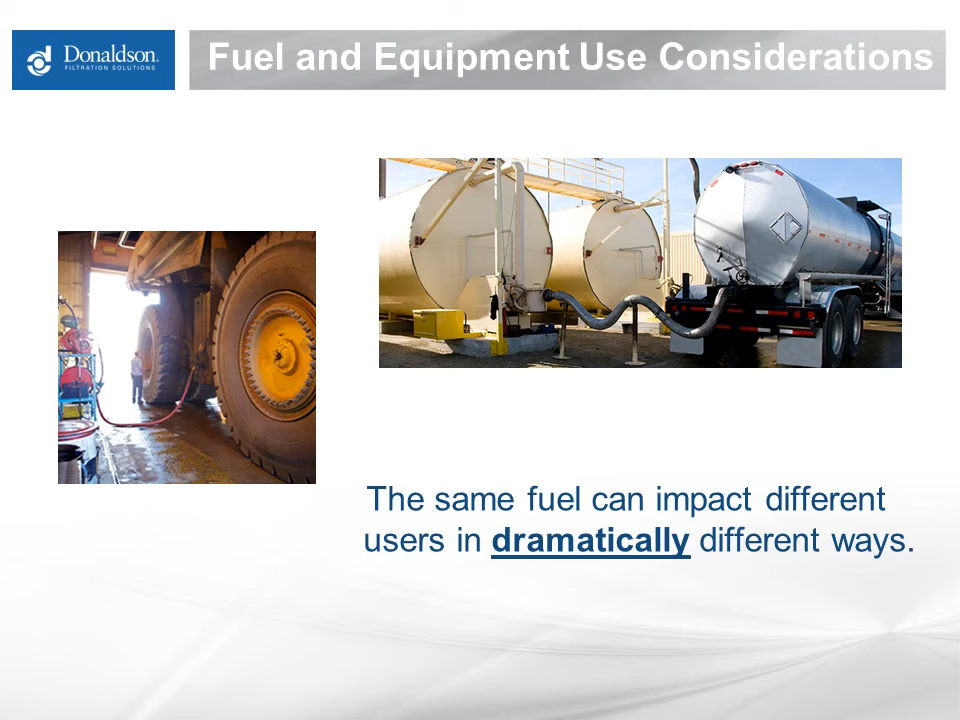 Donaldson.
FILTRATION SOLUTIONS
Fuel and Equipment Use Considerations
The same fuel can impact different
users in dramatically different ways.